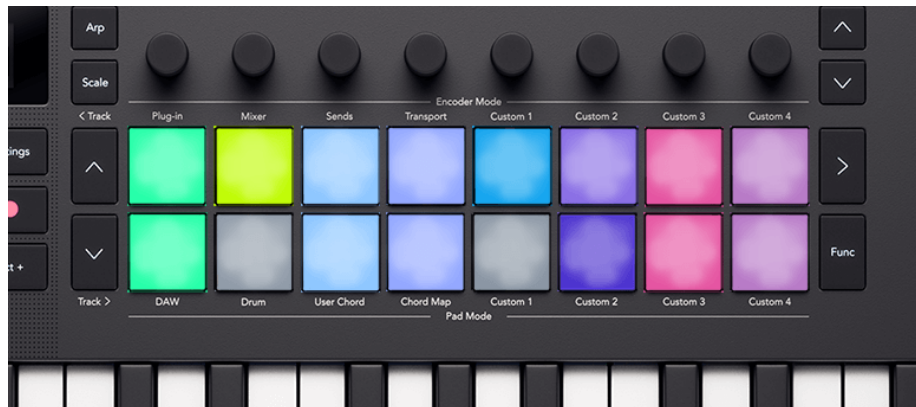 Arp
Scale
Encoder Mode
< Track Plug-in Mixer Sends Transport Custom 1 Custom 2 Custom 3 Custom 4
Func
Track > DAW Drum User Chord Chord Map Custom 1 Custom 2 Custom 3 Custom 4
Pad Mode